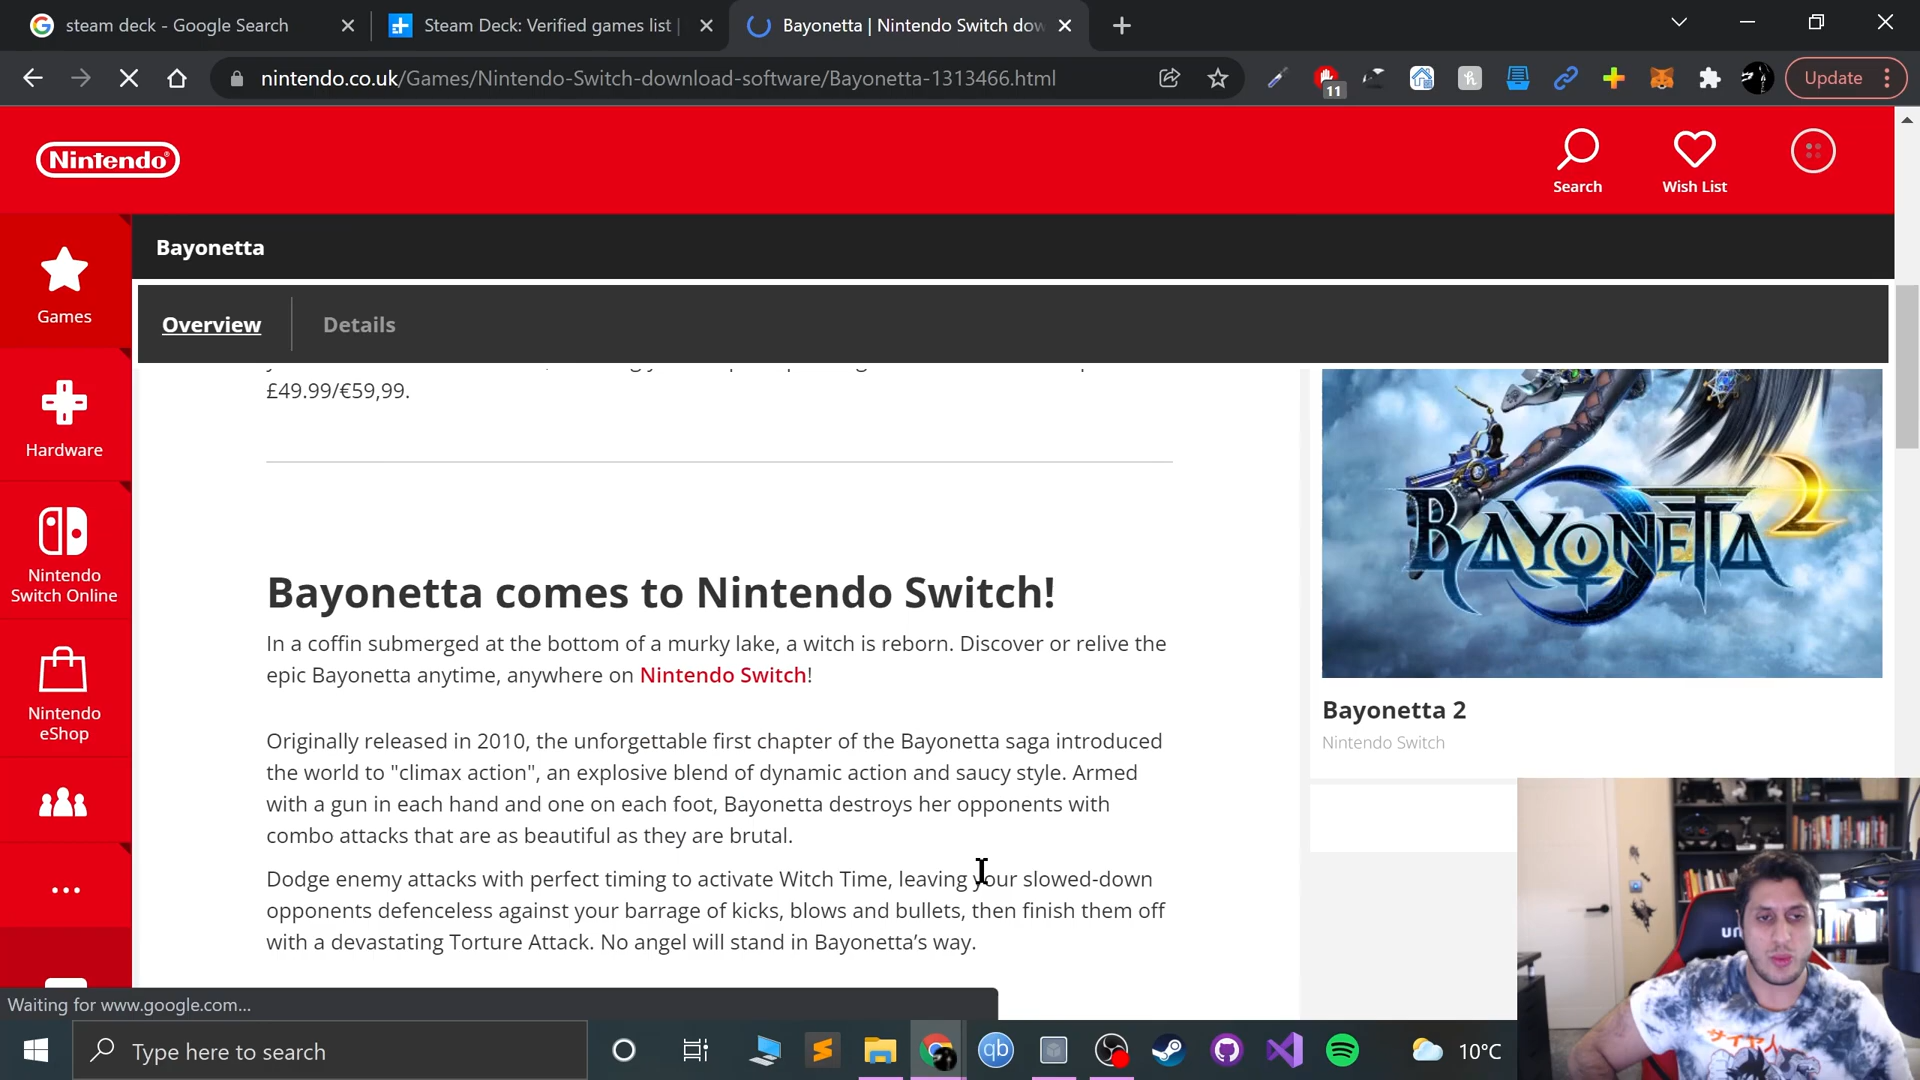 steam deck - Google Search
Steam Deck: Verified games list |
Bayonetta | Nintendo Switch dow
nintendo.co.uk/Games/Nintendo-Switch-download-software/Bayonetta-1313466.html
11
Update
Nintendo
Search
Wish List
Games
Hardware
Nintendo
Switch Online
Nintendo
eShop
Bayonetta
Overview
Details
£49.99/€59,99.
Bayonetta comes to Nintendo Switch!
In a coffin submerged at the bottom of a murky lake, a witch is reborn. Discover or relive the
epic Bayonetta anytime, anywhere on Nintendo Switch!
Originally released in 2010, the unforgettable first chapter of the Bayonetta saga introduced
the world to "climax action", an explosive blend of dynamic action and saucy style. Armed
with a gun in each hand and one on each foot, Bayonetta destroys her opponents with
combo attacks that are as beautiful as they are brutal.
Dodge enemy attacks with perfect timing to activate Witch Time, leaving your slowed-down
opponents defenceless against your barrage of kicks, blows and bullets, then finish them off
with a devastating Torture Attack. No angel will stand in Bayonetta's way.
BAYONETTA 2
Bayonetta 2
Nintendo Switch
Waiting for www.google.com...
Type here to search
qb
10°C